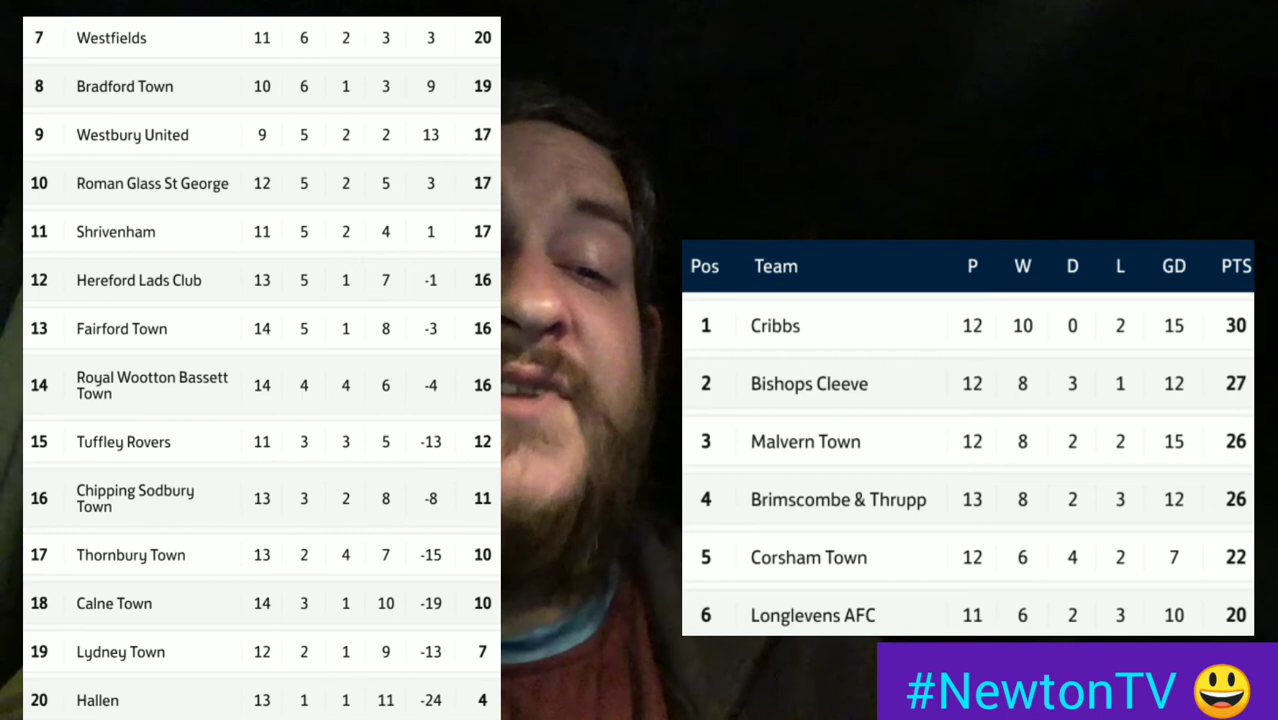 7 Westfields 11 6 2 3 3 20
8 Bradford Town 10 6 1 3 9 19
9 Westbury United 9 5 2 2 13 17
10 Roman Glass St George 12 5 2 5 3 17
11 Shrivenham 11 5 2 4 1 17
12 Hereford Lads Club 13 5 1 7 -1 16
13 Fairford Town 14 5 1 8 -3 16
14 Royal Wootton Bassett Town 14 4 4 6 -4 16
15 Tuffley Rovers 11 3 3 5 -13 12
16 Chipping Sodbury Town 13 3 2 8 -8 11
17 Thornbury Town 13 2 4 7 -15 10
18 Calne Town 14 3 1 10 -19 10
19 Lydney Town 12 2 1 9 -13 7
20 Hallen 13 1 1 11 -24 4
Pos Team P W D L GD PTS
1 Cribbs 12 10 0 2 15 30
2 Bishops Cleeve 12 8 3 1 12 27
3 Malvern Town 12 8 2 2 15 26
4 Brimscombe & Thrupp 13 8 2 3 12 26
5 Corsham Town 12 6 4 2 7 22
6 Longlevens AFC 11 6 2 3 10 20
#NewtonTV 😃